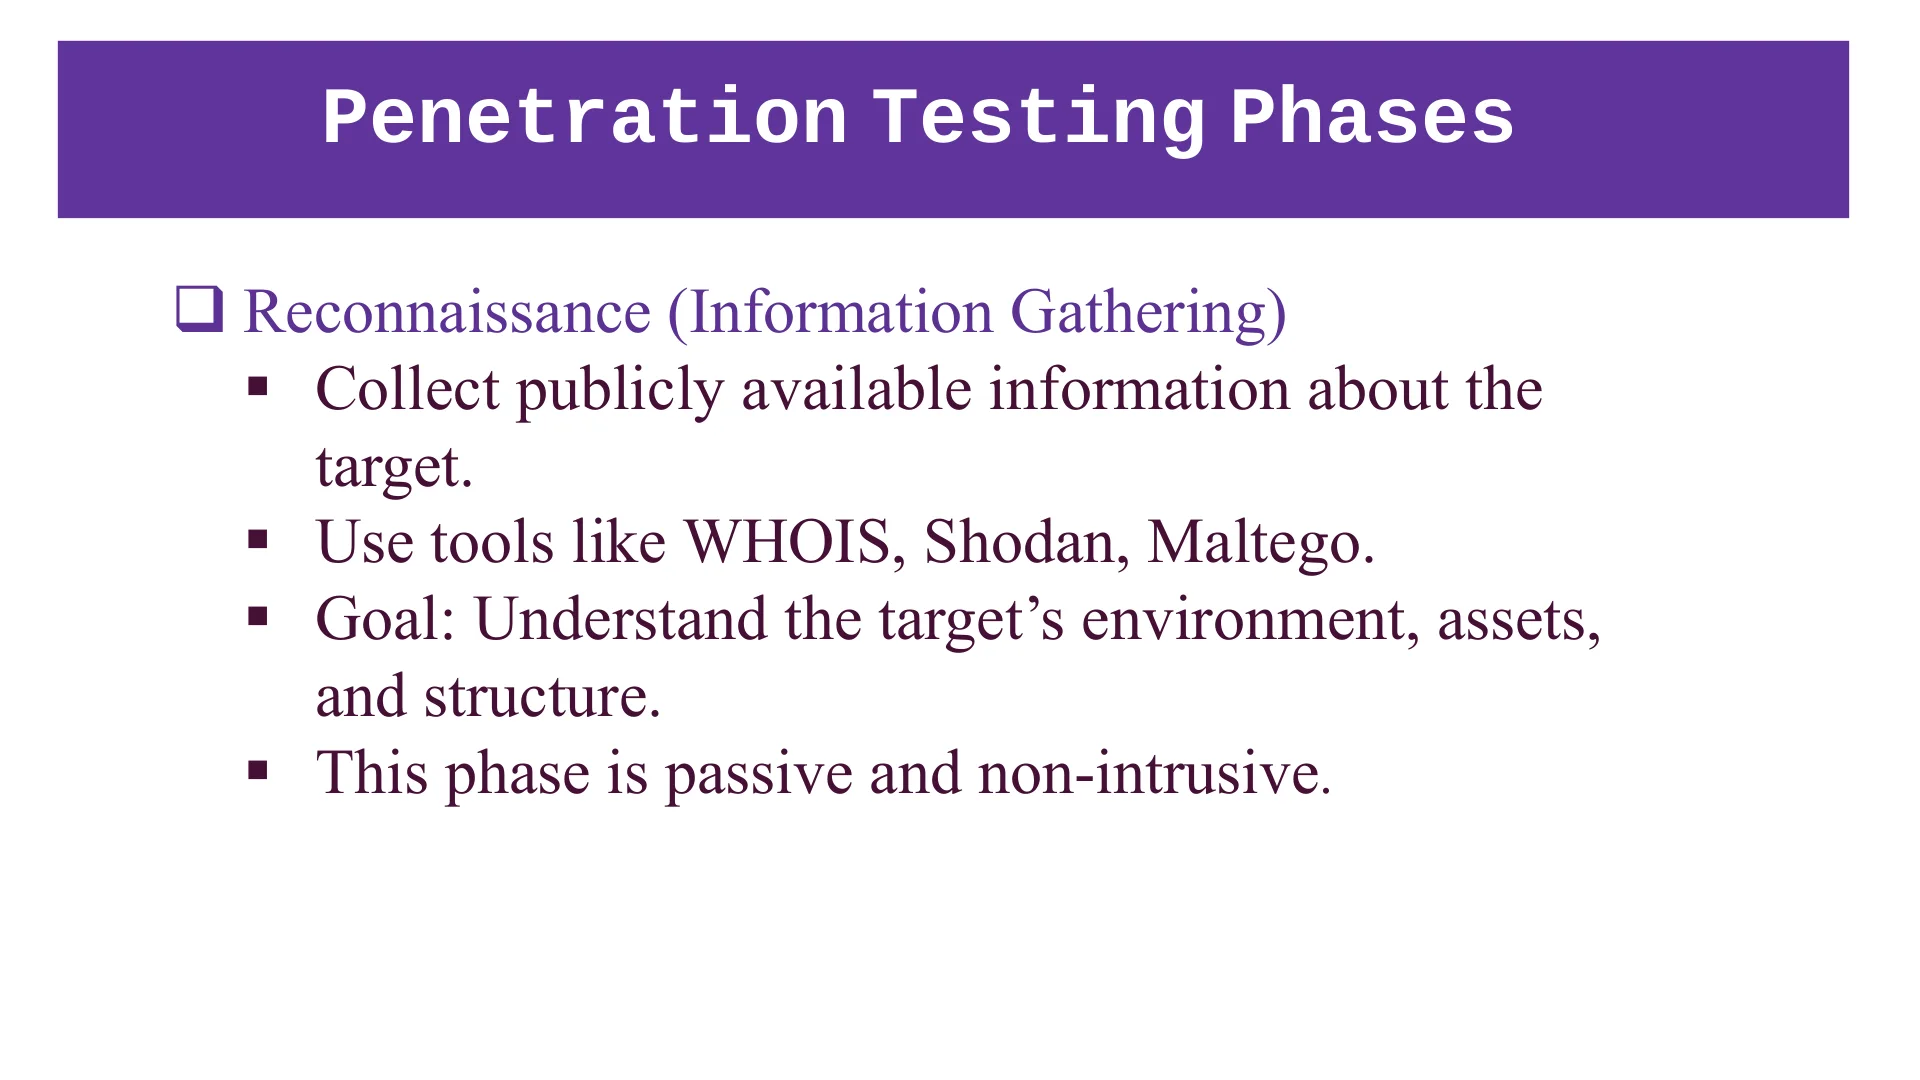 Penetration Testing Phases
❑ Reconnaissance (Information Gathering)
▪ Collect publicly available information about the
target.
▪ Use tools like WHOIS, Shodan, Maltego.
▪ Goal: Understand the target’s environment, assets,
and structure.
▪ This phase is passive and non-intrusive.